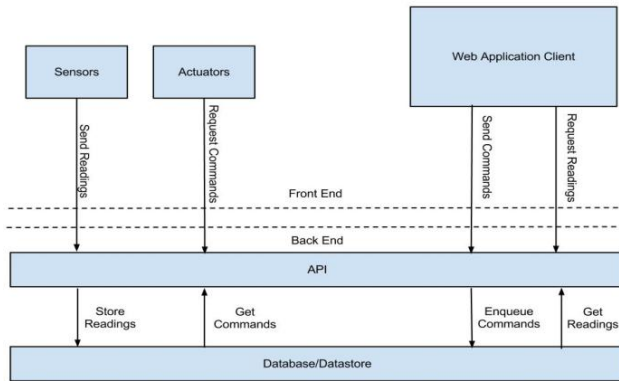 Sensors
Actuators
Web Application Client
Send Readings
Request Commands
Send Commands
Request Readings
Front End
Back End
API
Store
Readings
Get
Commands
Enqueue
Commands
Get
Readings
Database/Datastore